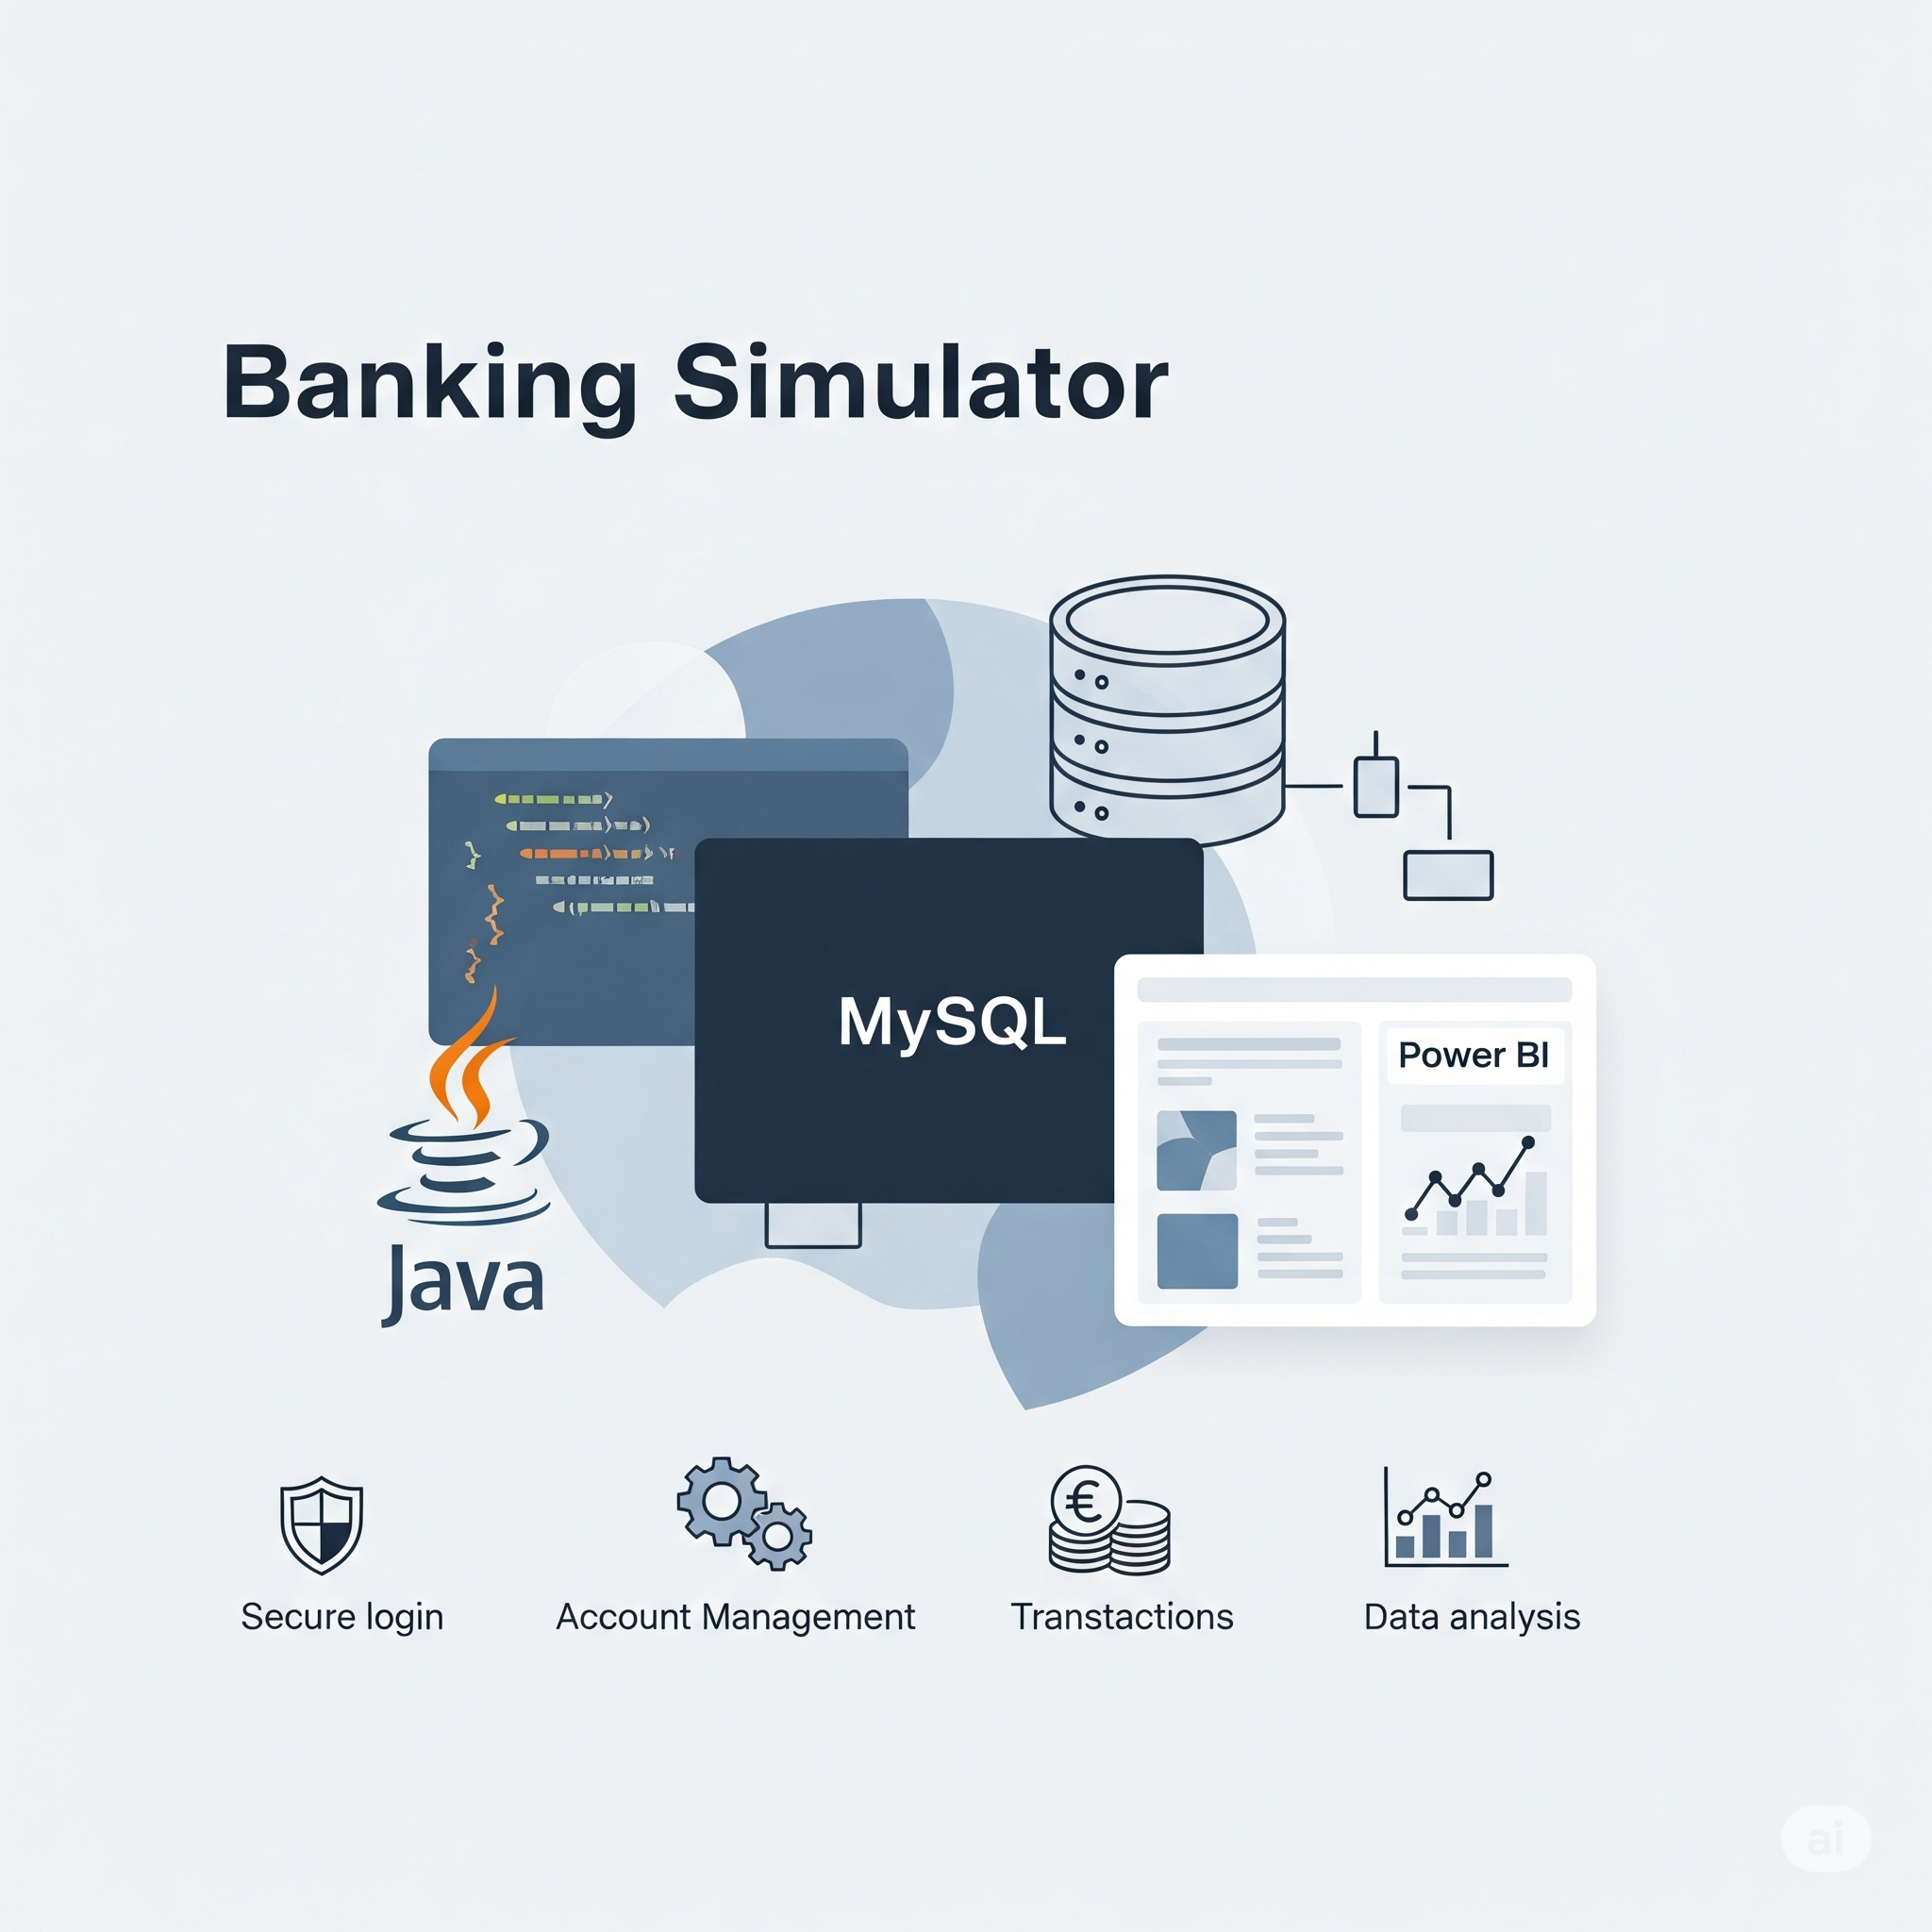 Banking Simulator
MySQL
Power BI
Java
€
Secure login
Account Management
Transtactions
Data analysis
ai